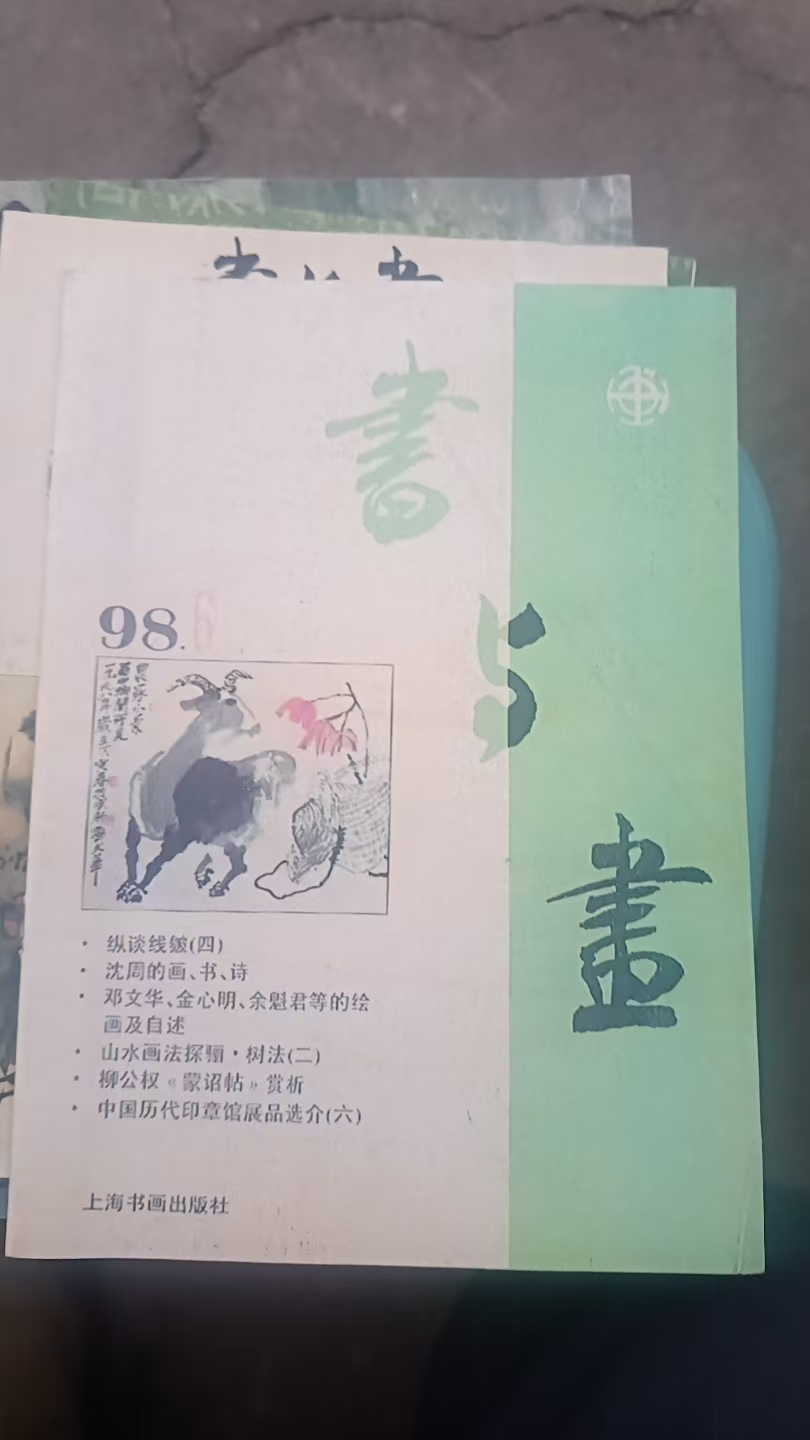 書
与
畫
98.6
· 纵谈线皴(四)
· 沈周的画、书、诗
· 邓文华、金心明、余魁君等的绘
画及自述
· 山水画法探骊·树法(二)
· 柳公权《蒙诏帖》赏析
· 中国历代印章馆展品选介(六)
上海书画出版社